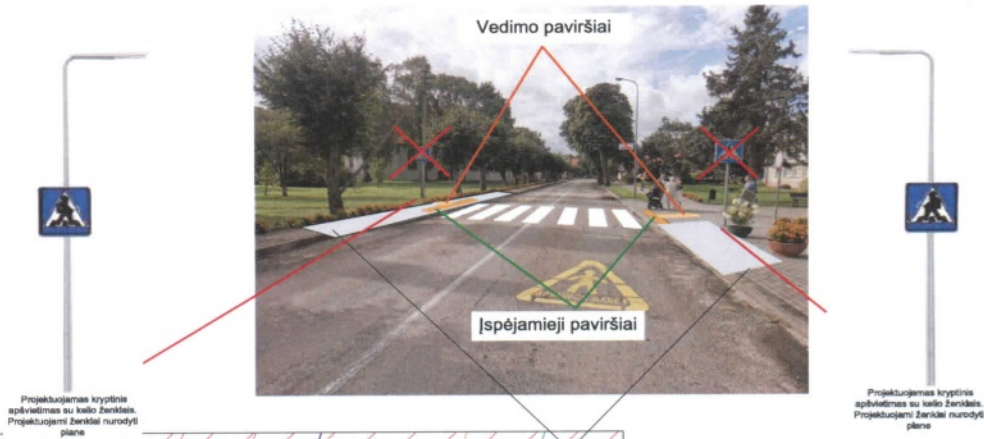 Vedimo paviršiai
Įspėjamieji paviršiai
Projektuojamas kryptinis
apšvietimas su kelio ženklais.
Projektuojami ženklai nurodyti
plane
Projektuojamas kryptinis
apšvietimas su kelio ženklais.
Projektuojami ženklai nurodyti
plane